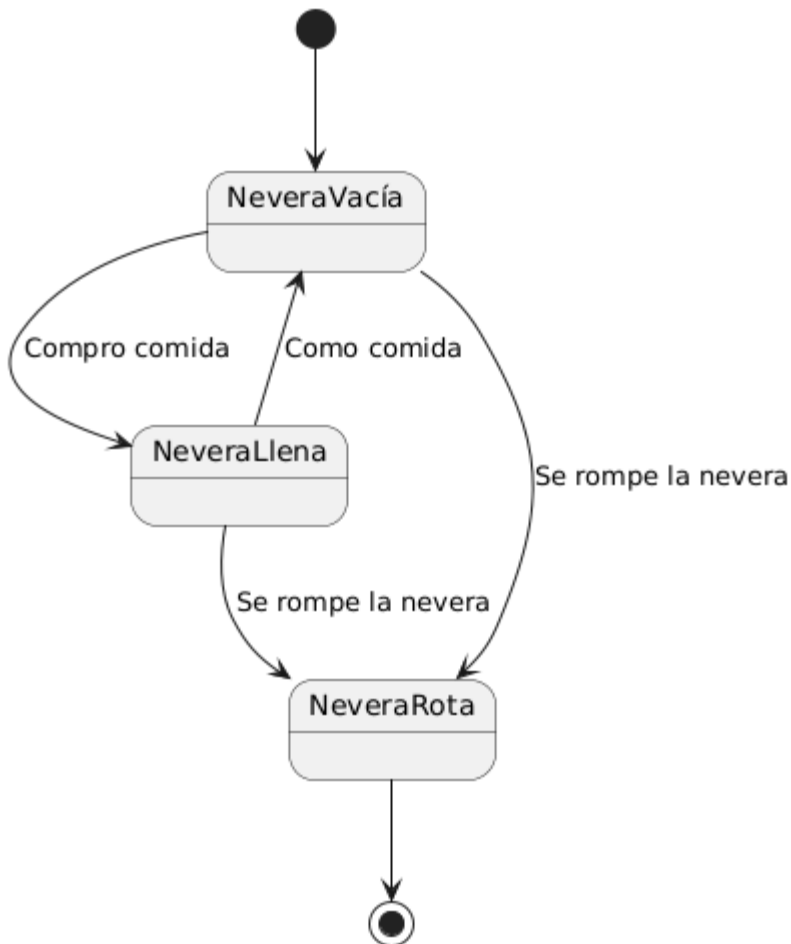 NeveraVacía
Compro comida
Como comida
NeveraLlena
Se rompe la nevera
Se rompe la nevera
NeveraRota